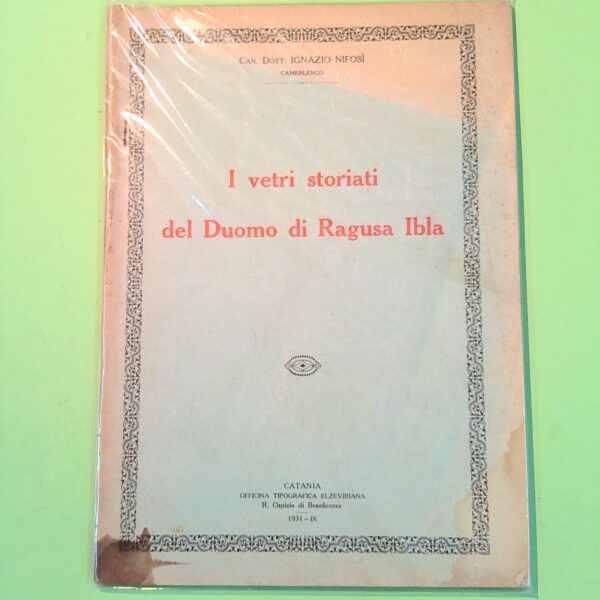 Can. Dott. IGNAZIO NIFOSÌ
CAMERLENGO
I vetri storiati
del Duomo di Ragusa Ibla
CATANIA
OFFICINA TIPOGRAFICA ELZEVIRIANA
R. Ospizio di Beneficenza
1931 - IX